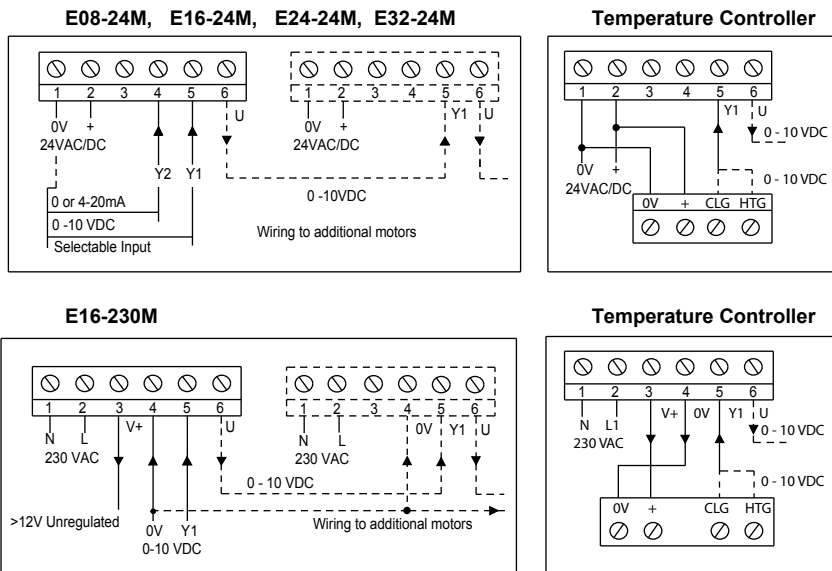 E08-24M, E16-24M, E24-24M, E32-24M
1 2 3 4 5 6
0V +
24VAC/DC
Y2 Y1
U
0 or 4-20mA
0 -10 VDC
Selectable Input
0 -10VDC
Wiring to additional motors
1 2 3 4 5 6
0V +
24VAC/DC
Y1 U
Temperature Controller
1 2 3 4 5 6
Y1 U
0 - 10 VDC
0V +
24VAC/DC
0 - 10 VDC
0V + CLG HTG
E16-230M
1 2 3 4 5 6
N L
230 VAC
V+
U
>12V Unregulated
0V Y1
0-10 VDC
0 - 10 VDC
Wiring to additional motors
1 2 3 4 5 6
N L
230 VAC
0V Y1 U
Temperature Controller
1 2 3 4 5 6
N L1
230 VAC
V+ 0V Y1 U
0 - 10 VDC
0 - 10 VDC
0V + CLG HTG